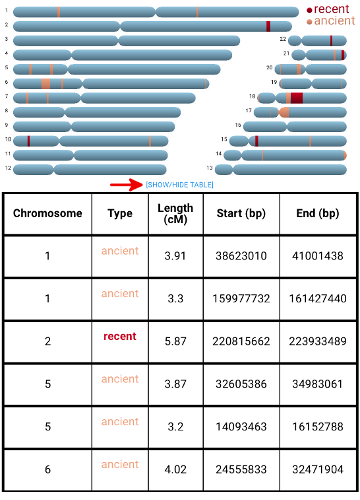 1
recent
ancient
2
3
22
4
21
5
20
6
19
7
18
8
17
9
16
10
15
11
14
12
12
[SHOW/HIDE TABLE]
Chromosome Type Length (cM) Start (bp) End (bp)
1 ancient 3.91 38623010 41001438
1 ancient 3.3 159977732 161427440
2 recent 5.87 220815662 223933489
5 ancient 3.87 32605386 34983061
5 ancient 3.2 14093463 16152788
6 ancient 4.02 24555833 32471904